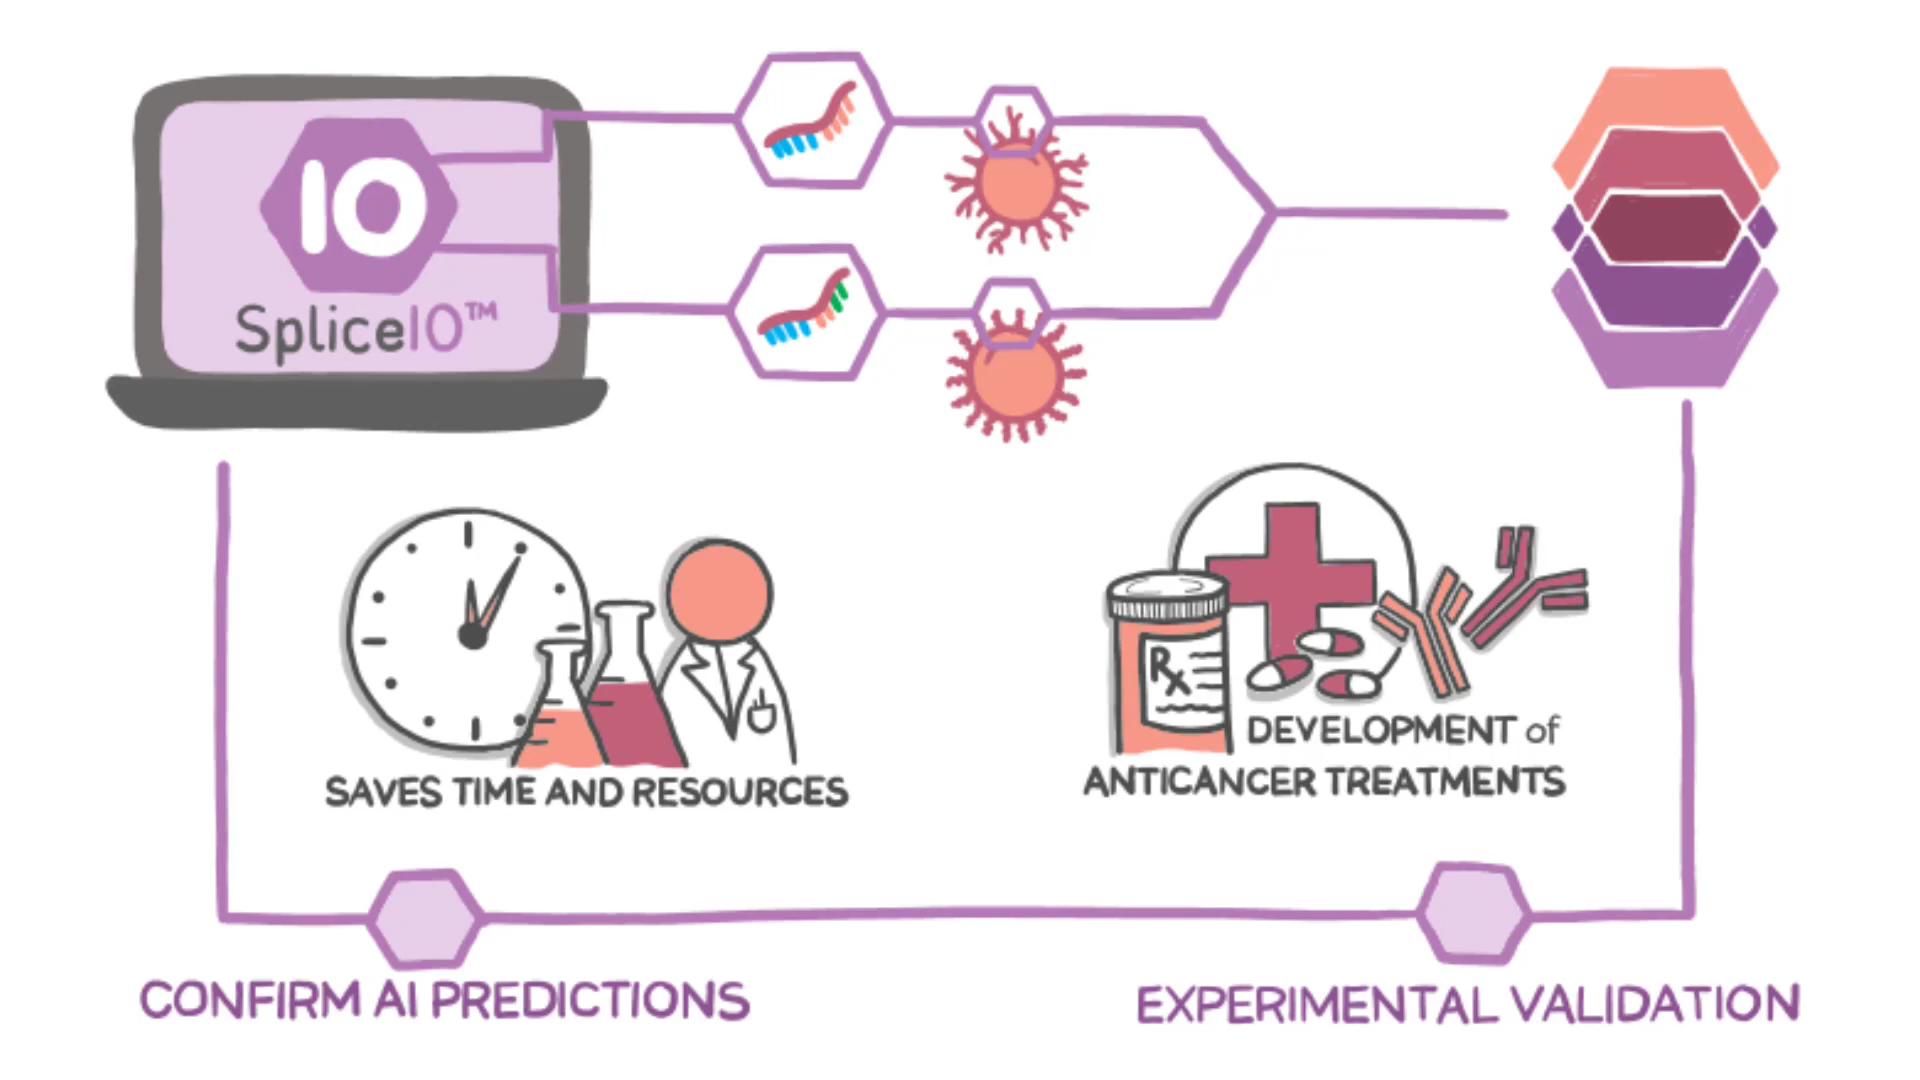 IO
SpliceIO™
Rx
SAVES TIME AND RESOURCES
DEVELOPMENT of
ANTICANCER TREATMENTS
CONFIRM AI PREDICTIONS
EXPERIMENTAL VALIDATION